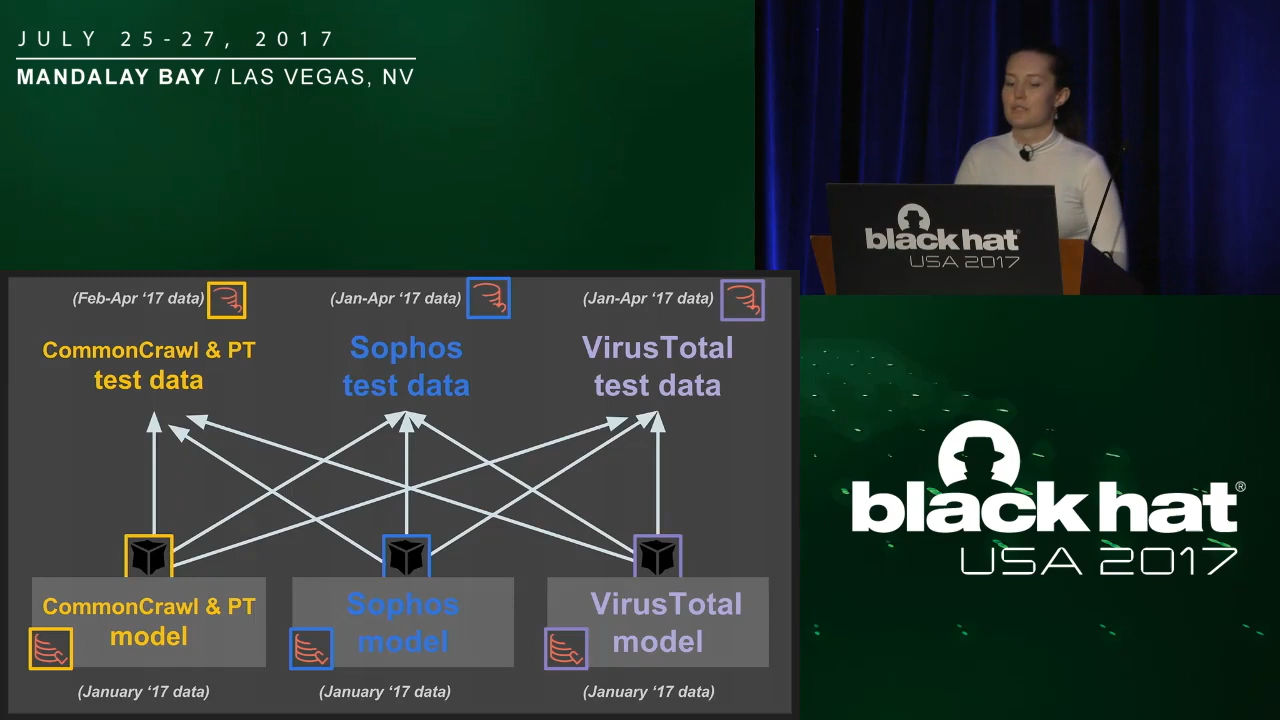 JULY 25-27, 2017
MANDALAY BAY / LAS VEGAS, NV
black hat
USA 2017
(Feb-Apr ‘17 data)
(Jan-Apr ‘17 data)
(Jan-Apr ‘17 data)
CommonCrawl & PT
test data
Sophos
test data
VirusTotal
test data
CommonCrawl & PT
model
Sophos
model
VirusTotal
model
(January ‘17 data)
(January ‘17 data)
(January ‘17 data)
black hat®
USA 2017